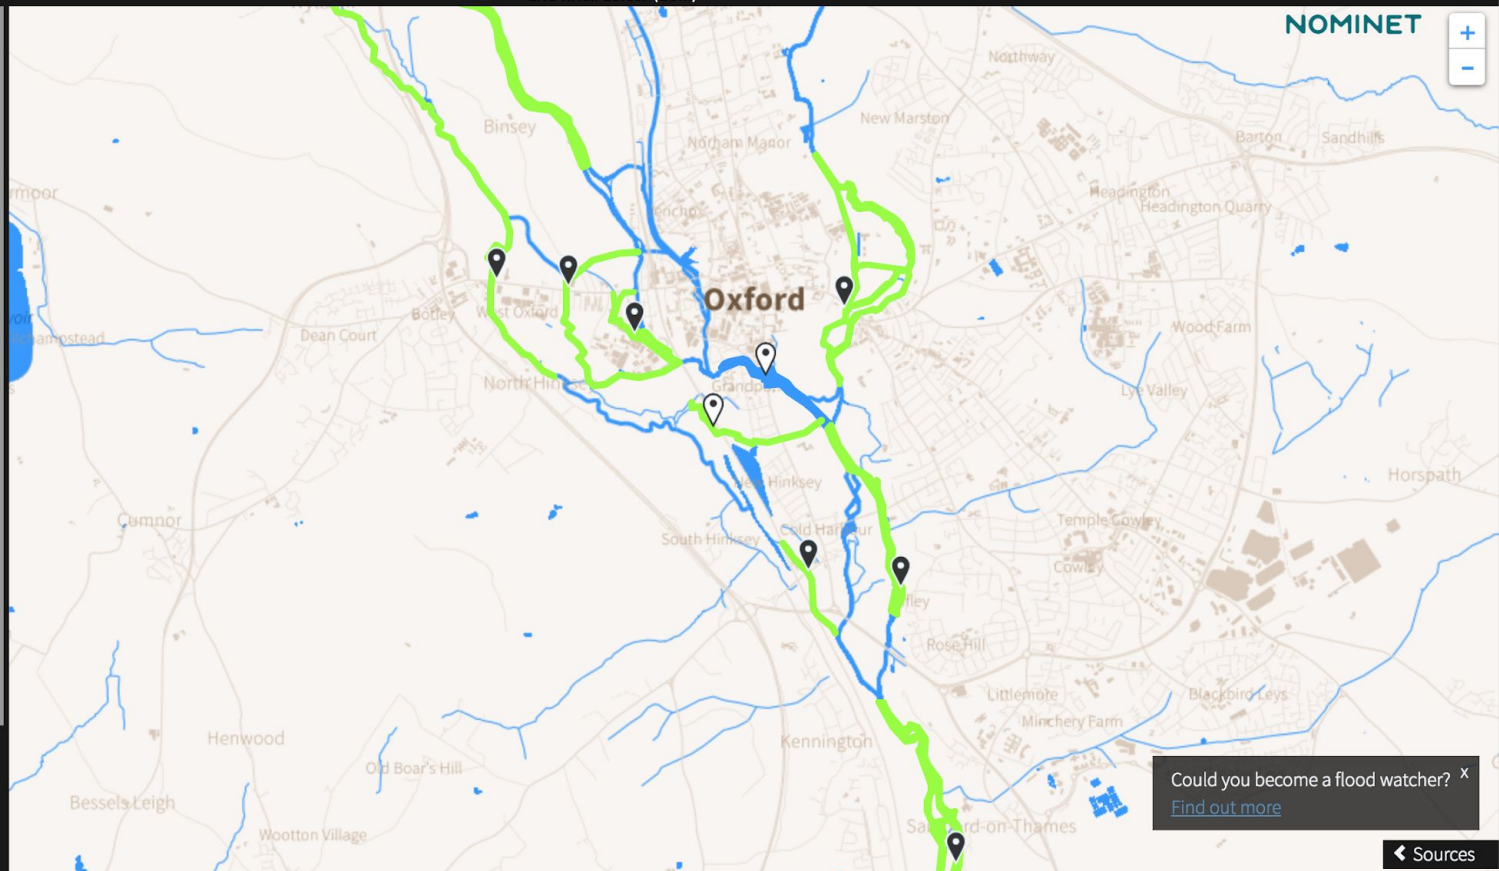 NOMINET
+
−
Northway
New Marston
Binsey
Norham Manor
Barton
Sandhills
Headington
Headington Quarry
Oxford
West Oxford
Botley
Dean Court
Wood Farm
North Hinkse
Lye Valley
New Hinksey
Horspath
Cumnor
Temple Cowley
South Hinksey
Cold Harbour
Cowley
Rose Hill
Littlemore
Blackbird Leys
Minchery Farm
Henwood
Kennington
Old Boar's Hill
Could you become a flood watcher? x
Find out more
Bessels Leigh
Wootton Village
Sandford-on-Thames
Sources